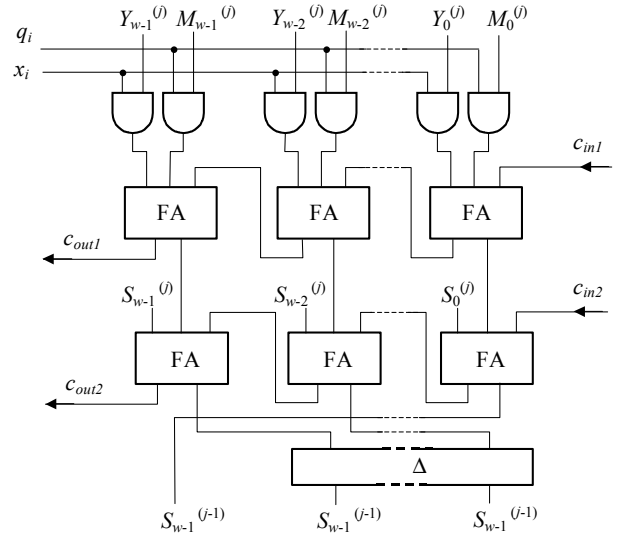 Y_{w-1}^{(j)} M_{w-1}^{(j)} Y_{w-2}^{(j)} M_{w-2}^{(j)} Y_0^{(j)} M_0^{(j)}
q_i
x_i
c_{in1}
FA FA FA
c_{out1}
S_{w-1}^{(j)} S_{w-2}^{(j)} S_0^{(j)} c_{in2}
FA FA FA
c_{out2}
Δ
S_{w-1}^{(j-1)} S_{w-1}^{(j-1)} S_{w-1}^{(j-1)}